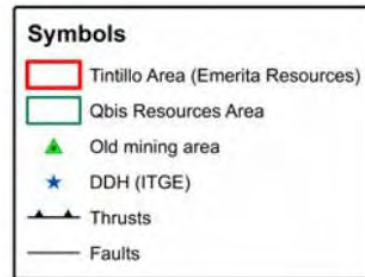 Symbols
Tintillo Area (Emerita Resources)
Qbis Resources Area
Old mining area
DDH (ITGE)
Thrusts
Faults